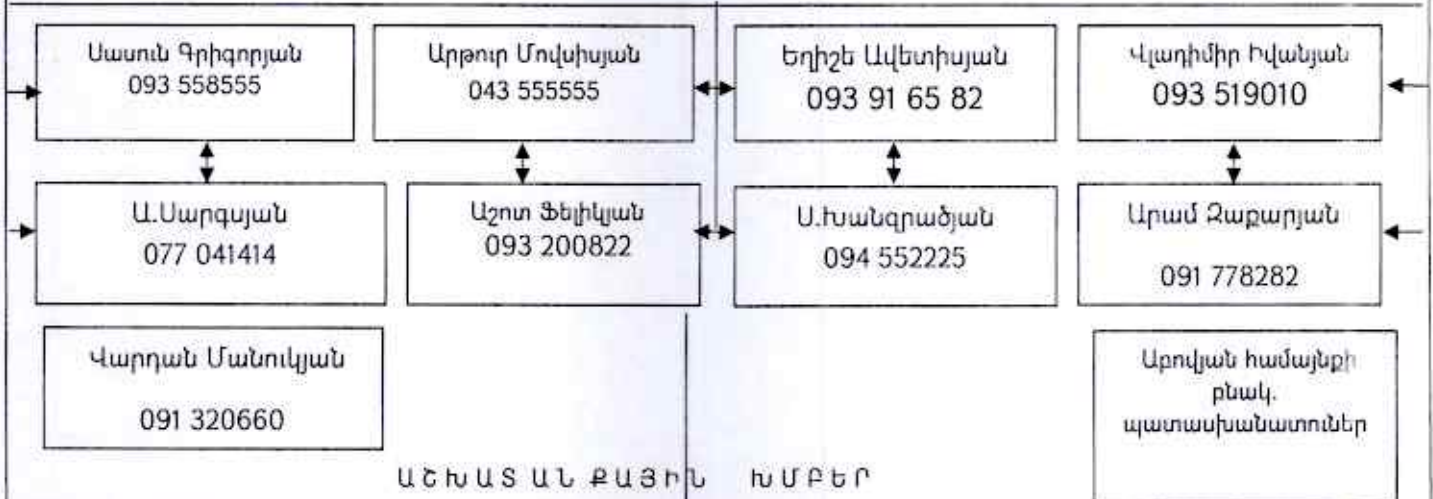 Սասուն Գրիգորյան
093 558555
Արթուր Մովսիսյան
043 555555
Եղիշե Ավետիսյան
093 91 65 82
Վլադիմիր Իվանյան
093 519010
Ա.Սարգսյան
077 041414
Աշոտ Ֆելիկյան
093 200822
Ս.Խանզրածյան
094 552225
Արամ Զաքարյան
091 778282
Վարդան Մանուկյան
091 320660
Աբովյան համայնքի
բնակ.
պատասխանատուներ
ԱՇԽԱՏԱՆՔԱՅԻՆ ԽՄԲԵՐ